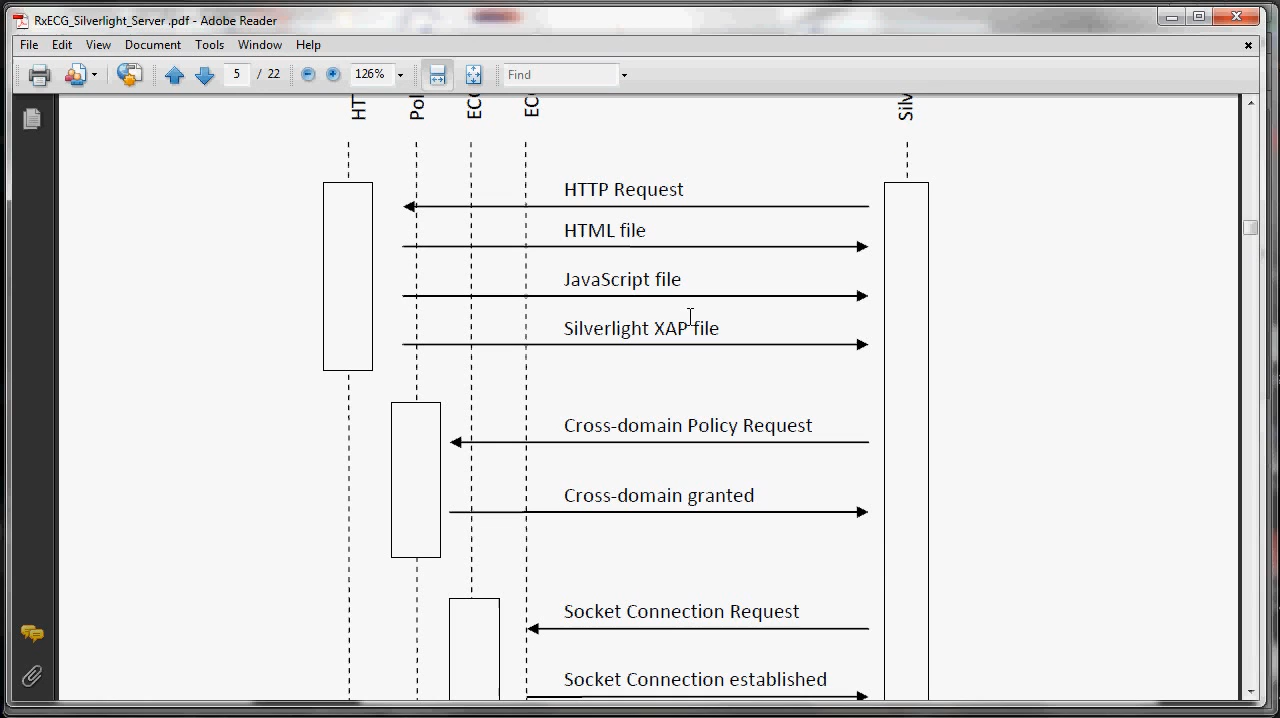 RxECG_Silverlight_Server .pdf - Adobe Reader
File Edit View Document Tools Window Help
5 / 22 126% Find
HTTP Request
HTML file
JavaScript file
Silverlight XAP file
Cross-domain Policy Request
Cross-domain granted
Socket Connection Request
Socket Connection established